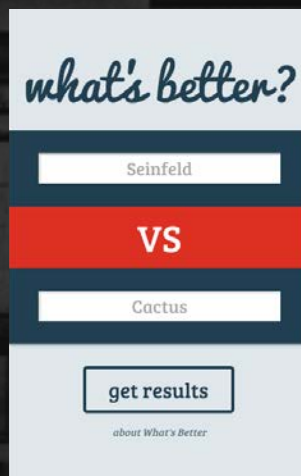 what's better?
Seinfeld
VS
Cactus
get results
about What's Better